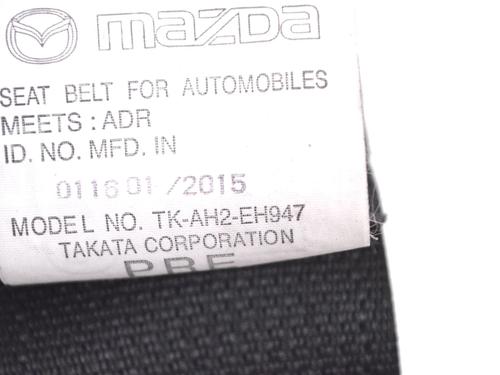 mazda
SEAT BELT FOR AUTOMOBILES
MEETS : ADR
ID. NO. MFD. IN
011601 /2015
MODEL NO. TK-AH2-EH947
TAKATA CORPORATION
PRE